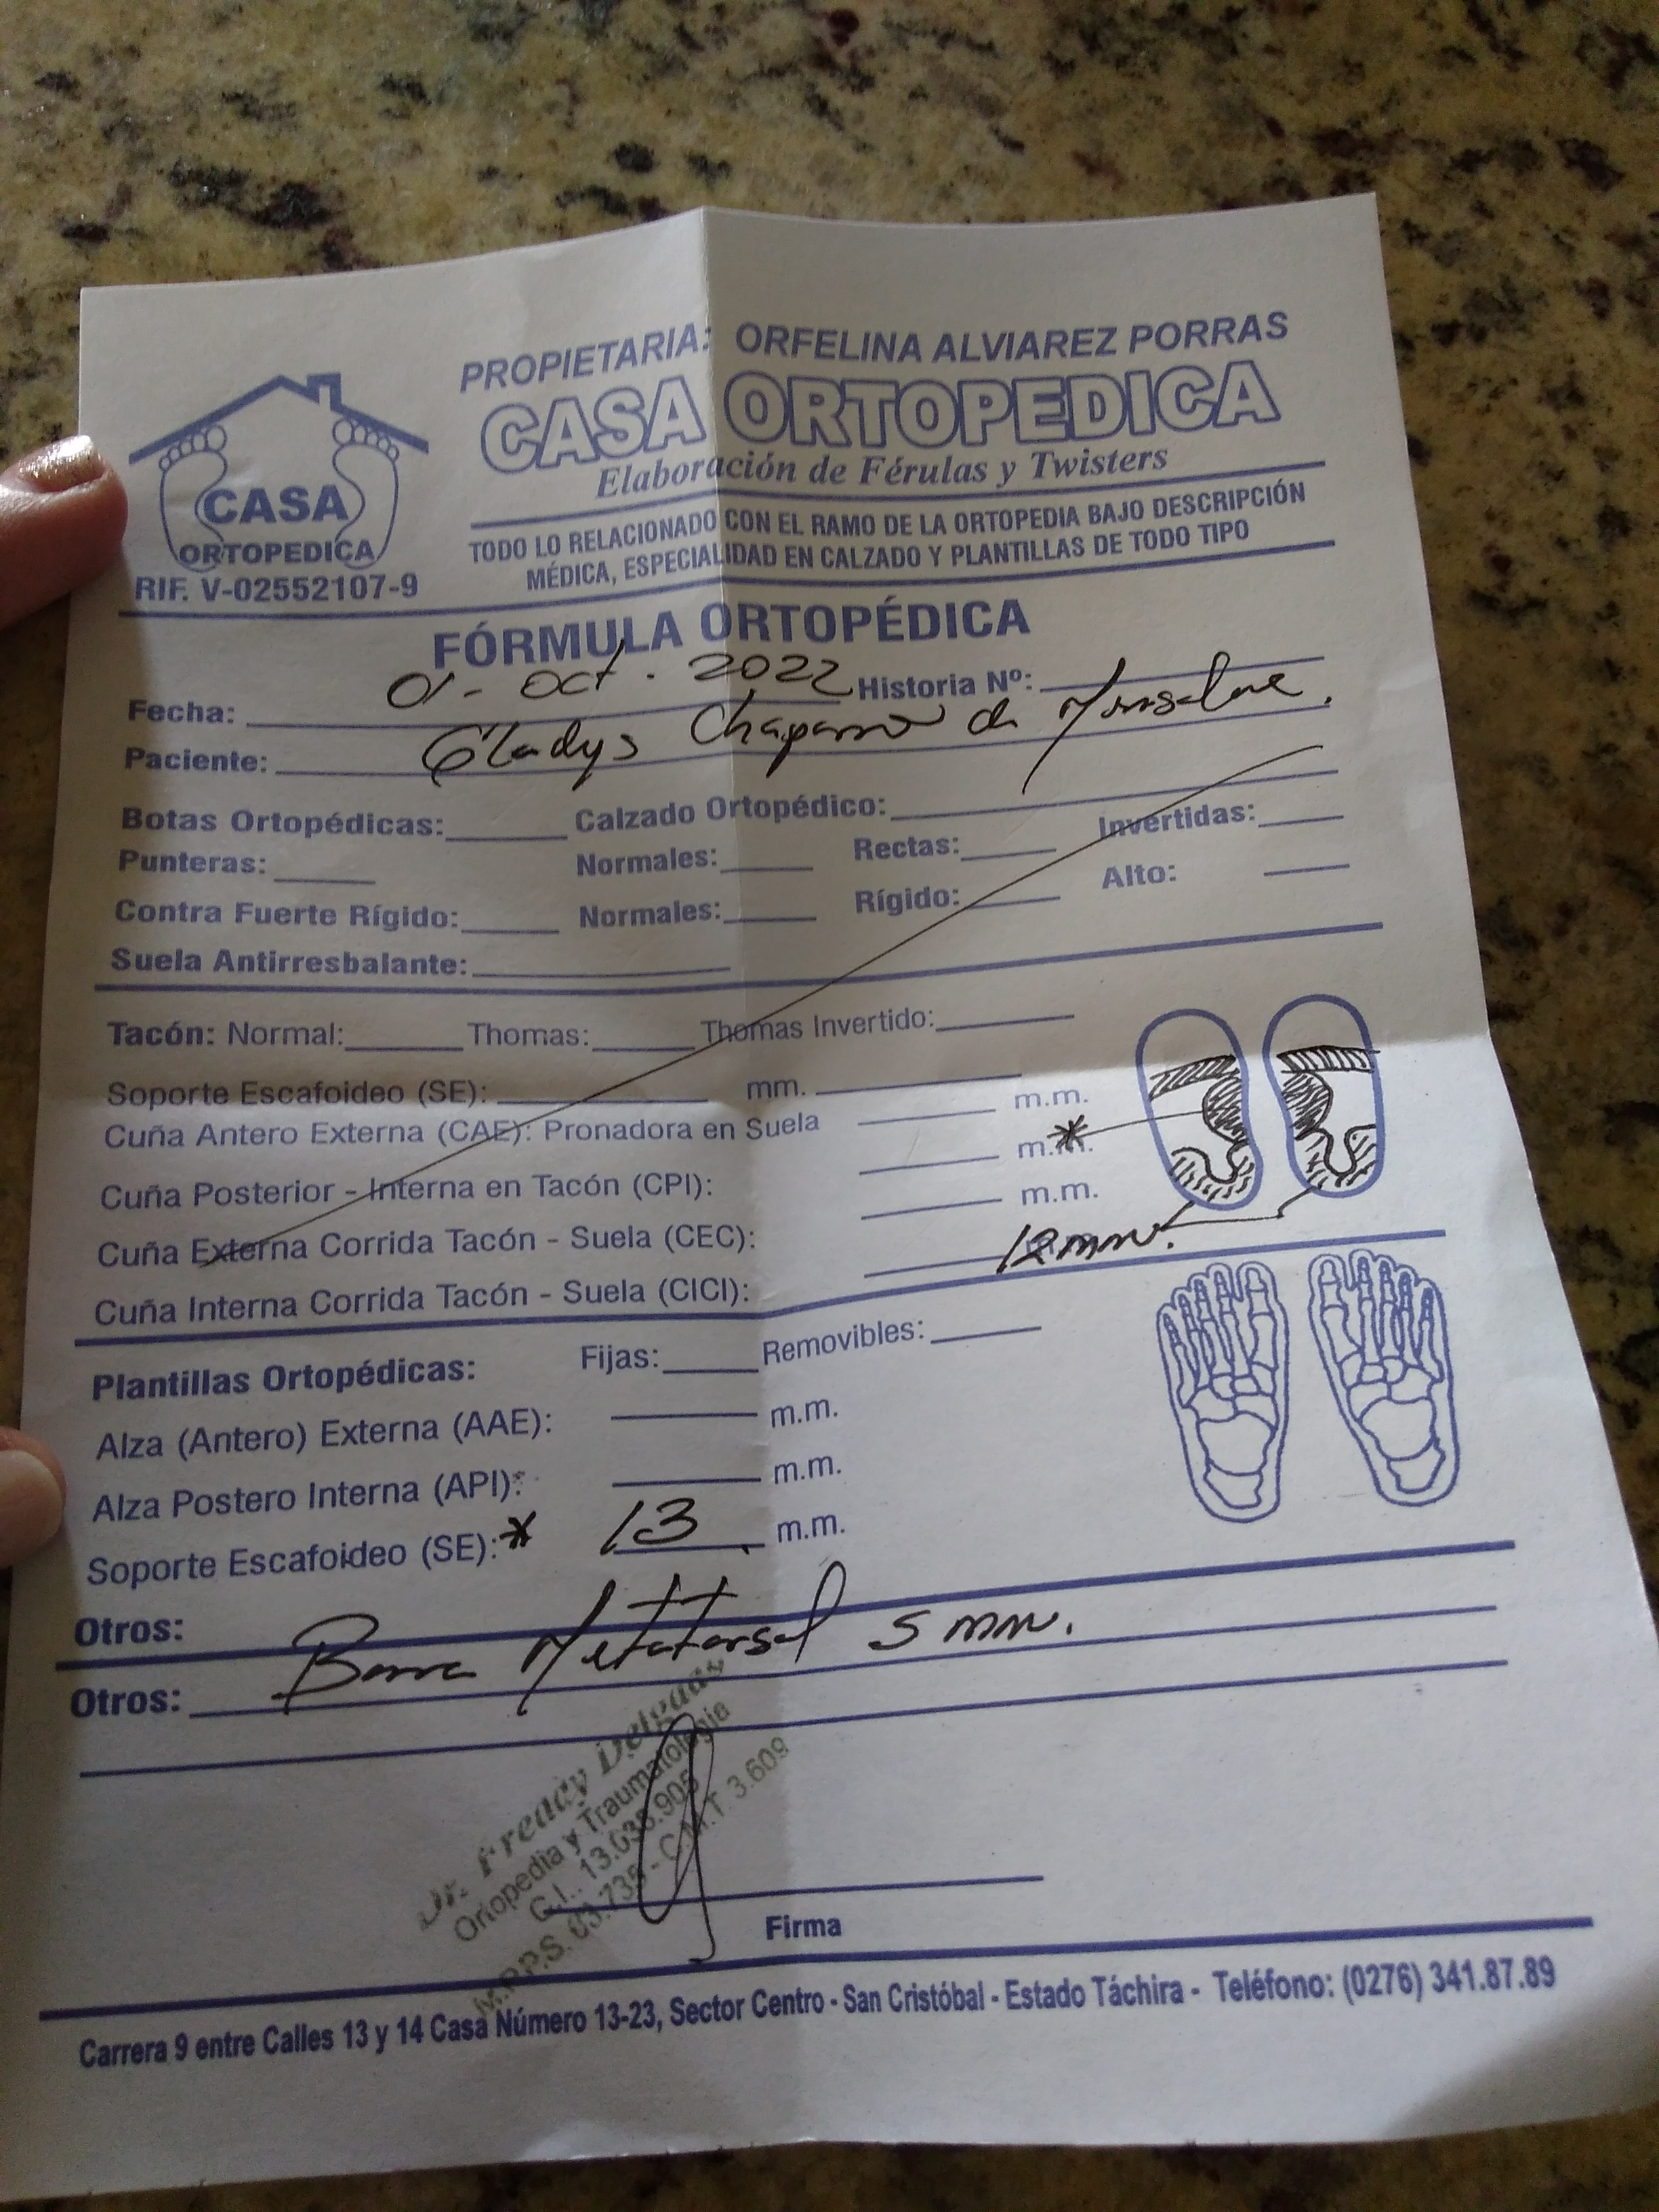 PROPIETARIA: ORFELINA ALVIAREZ PORRAS
CASA ORTOPEDICA
Elaboración de Férulas y Twisters
TODO LO RELACIONADO CON EL RAMO DE LA ORTOPEDIA BAJO DESCRIPCIÓN
MÉDICA, ESPECIALIDAD EN CALZADO Y PLANTILLAS DE TODO TIPO
CASA
ORTOPEDICA
RIF. V-02552107-9
FÓRMULA ORTOPÉDICA
Fecha: 01 - Oct. 2022 Historia Nº:
Paciente: Gladys Chaparro de
Botas Ortopédicas: Calzado Ortopédico:
Punteras: Normales: Rectas: Invertidas:
Contra Fuerte Rígido: Normales: Rígido: Alto:
Suela Antirresbalante:
Tacón: Normal: Thomas: Thomas Invertido:
Soporte Escafoideo (SE): mm. m.m.
Cuña Antero Externa (CAE): Pronadora en Suela m.m. *
Cuña Posterior - Interna en Tacón (CPI): m.m.
Cuña Externa Corrida Tacón - Suela (CEC): 12 mm.
Cuña Interna Corrida Tacón - Suela (CICI):
Plantillas Ortopédicas: Fijas: Removibles:
Alza (Antero) Externa (AAE): m.m.
Alza Postero Interna (API): m.m.
Soporte Escafoideo (SE): * 13 m.m.
Otros: Barra Metatarsal 5 mm.
Otros:
Dr. Freddy Delgado
Ortopedia y Traumatología
C.I.. 13.038.905
M.P.P.S. 63.735 - C.M.T. 3.609
Firma
Carrera 9 entre Calles 13 y 14 Casa Número 13-23, Sector Centro - San Cristóbal - Estado Táchira - Teléfono: (0276) 341.87.89